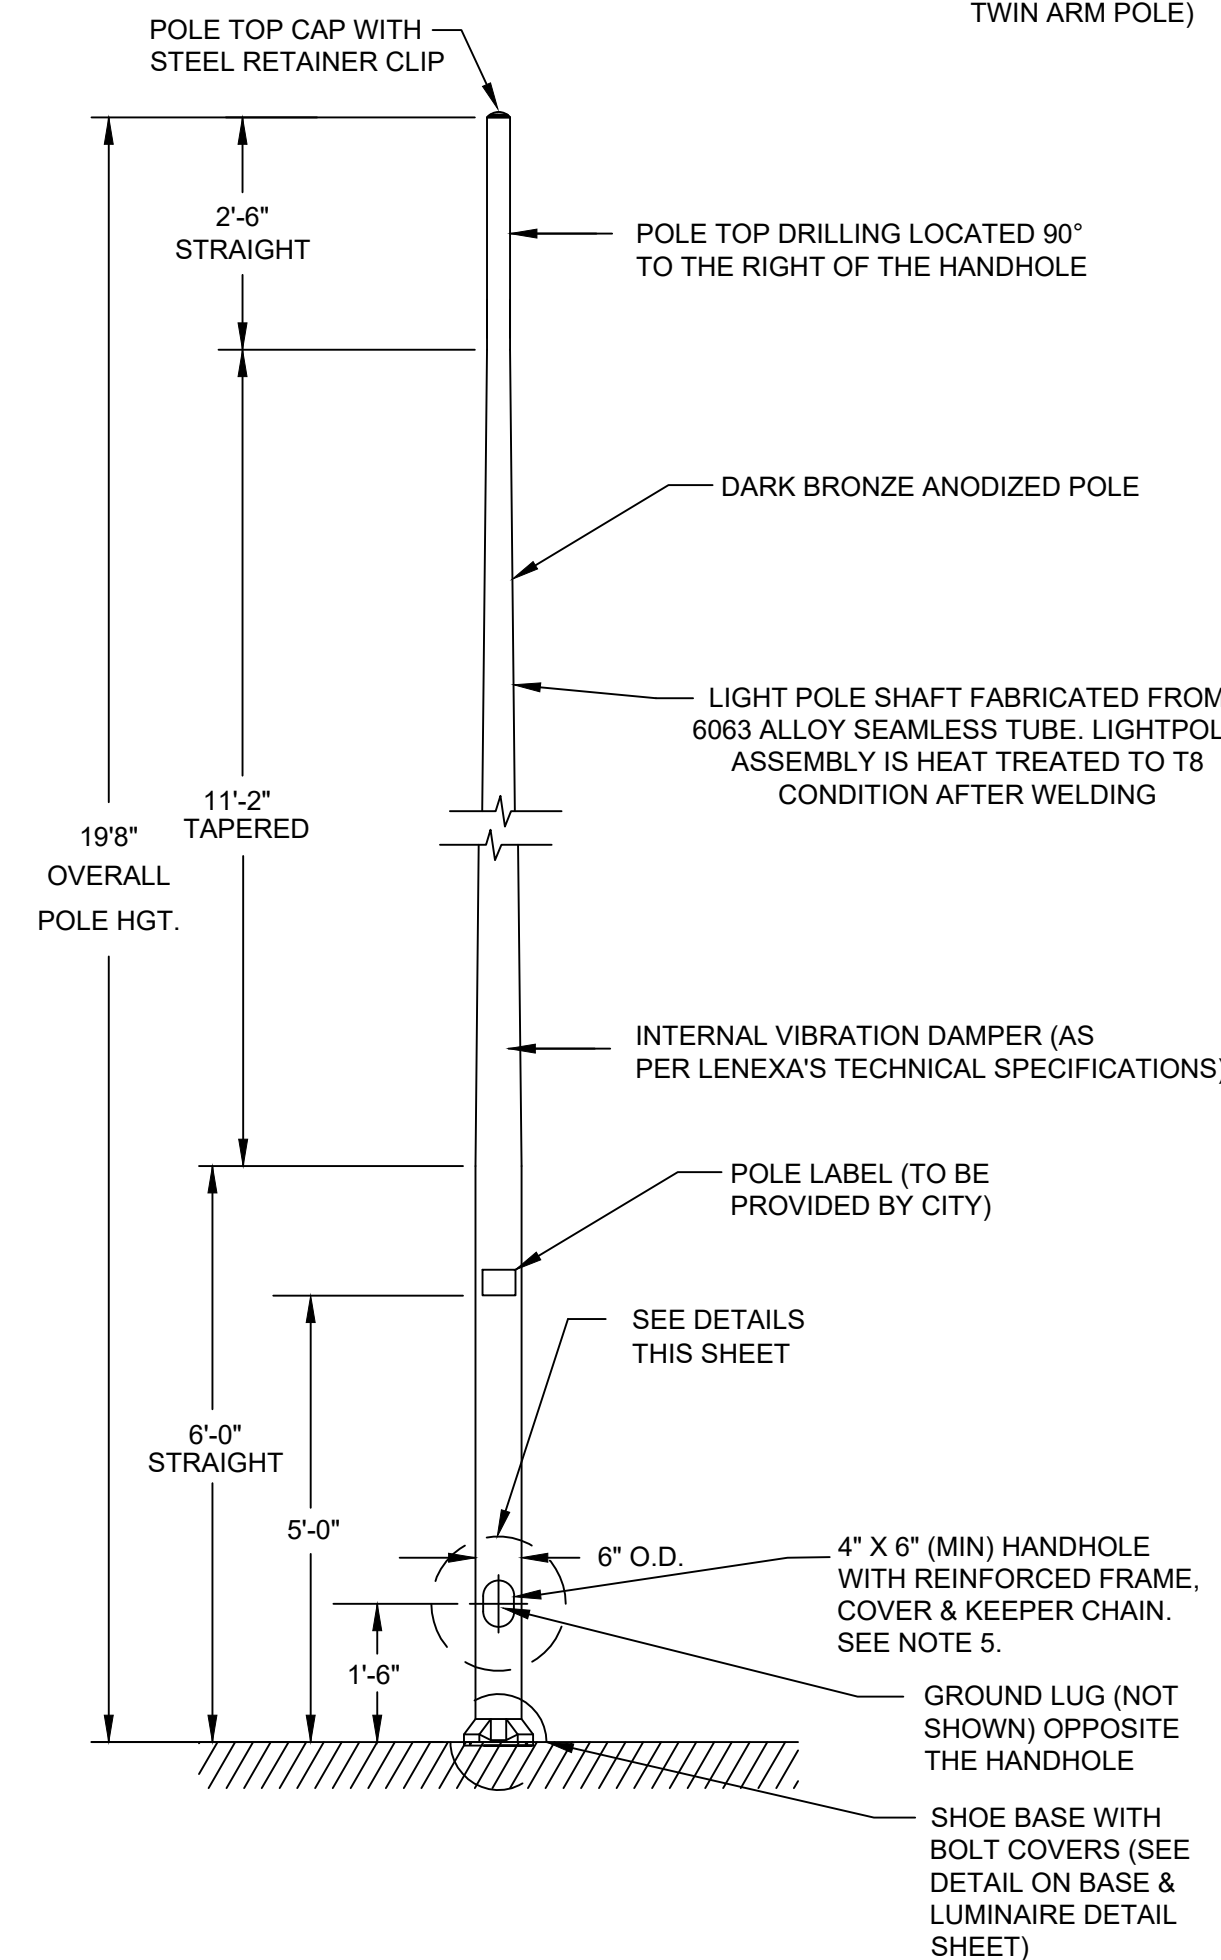 TWIN ARM POLE)
POLE TOP CAP WITH
STEEL RETAINER CLIP
2'-6"
STRAIGHT
POLE TOP DRILLING LOCATED 90°
TO THE RIGHT OF THE HANDHOLE
DARK BRONZE ANODIZED POLE
LIGHT POLE SHAFT FABRICATED FROM
6063 ALLOY SEAMLESS TUBE. LIGHTPOL
ASSEMBLY IS HEAT TREATED TO T8
CONDITION AFTER WELDING
11'-2"
TAPERED
19'8"
OVERALL
POLE HGT.
INTERNAL VIBRATION DAMPER (AS
PER LENEXA'S TECHNICAL SPECIFICATIONS)
POLE LABEL (TO BE
PROVIDED BY CITY)
SEE DETAILS
THIS SHEET
6'-0"
STRAIGHT
5'-0"
6" O.D.
4" X 6" (MIN) HANDHOLE
WITH REINFORCED FRAME,
COVER & KEEPER CHAIN.
SEE NOTE 5.
1'-6"
GROUND LUG (NOT
SHOWN) OPPOSITE
THE HANDHOLE
SHOE BASE WITH
BOLT COVERS (SEE
DETAIL ON BASE &
LUMINAIRE DETAIL
SHEET)